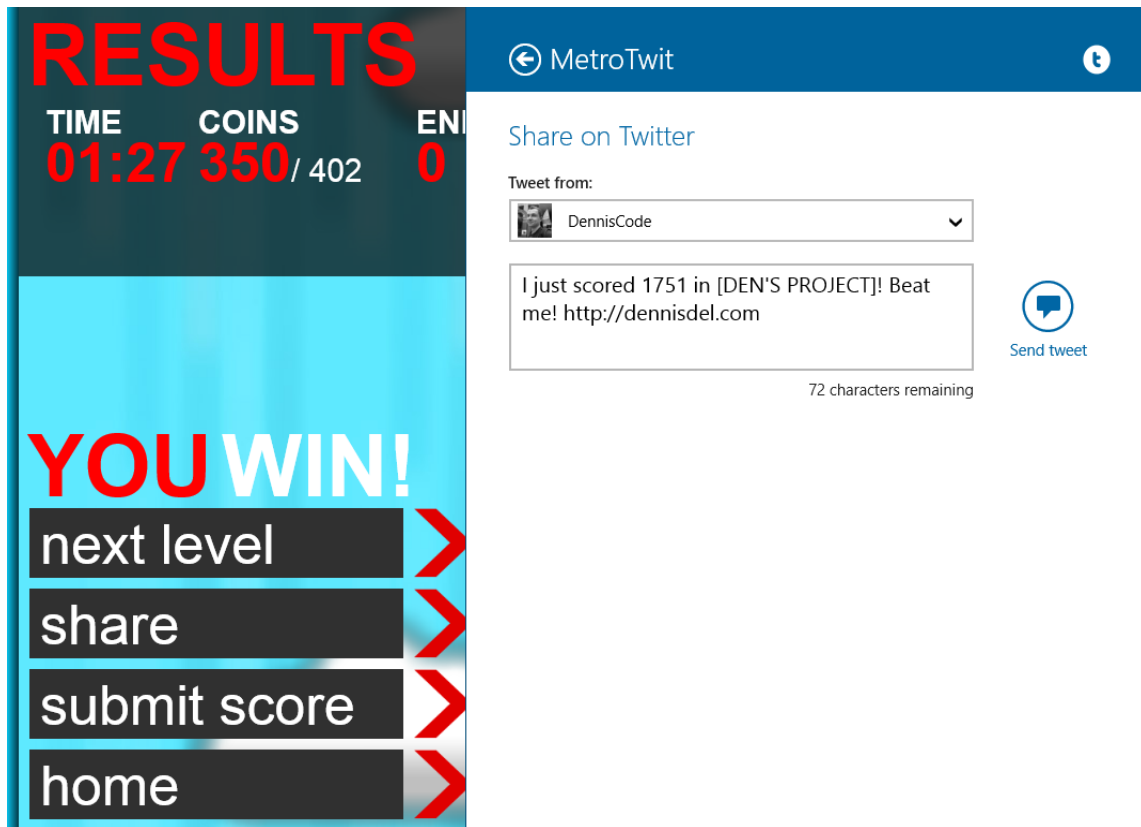 RESULTS
TIME COINS EN
01:27 350/ 402 0
YOU WIN!
next level
share
submit score
home
MetroTwit
Share on Twitter
Tweet from:
DennisCode
I just scored 1751 in [DEN'S PROJECT]! Beat
me! http://dennisdel.com
Send tweet
72 characters remaining